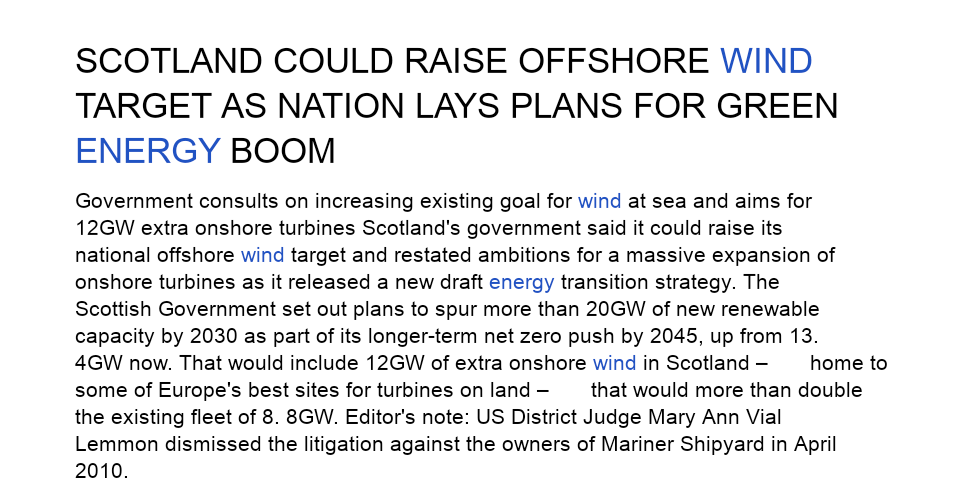 SCOTLAND COULD RAISE OFFSHORE WIND
TARGET AS NATION LAYS PLANS FOR GREEN
ENERGY BOOM
Government consults on increasing existing goal for wind at sea and aims for
12GW extra onshore turbines Scotland's government said it could raise its
national offshore wind target and restated ambitions for a massive expansion of
onshore turbines as it released a new draft energy transition strategy. The
Scottish Government set out plans to spur more than 20GW of new renewable
capacity by 2030 as part of its longer-term net zero push by 2045, up from 13.
4GW now. That would include 12GW of extra onshore wind in Scotland – home to
some of Europe's best sites for turbines on land – that would more than double
the existing fleet of 8. 8GW. Editor's note: US District Judge Mary Ann Vial
Lemmon dismissed the litigation against the owners of Mariner Shipyard in April
2010.